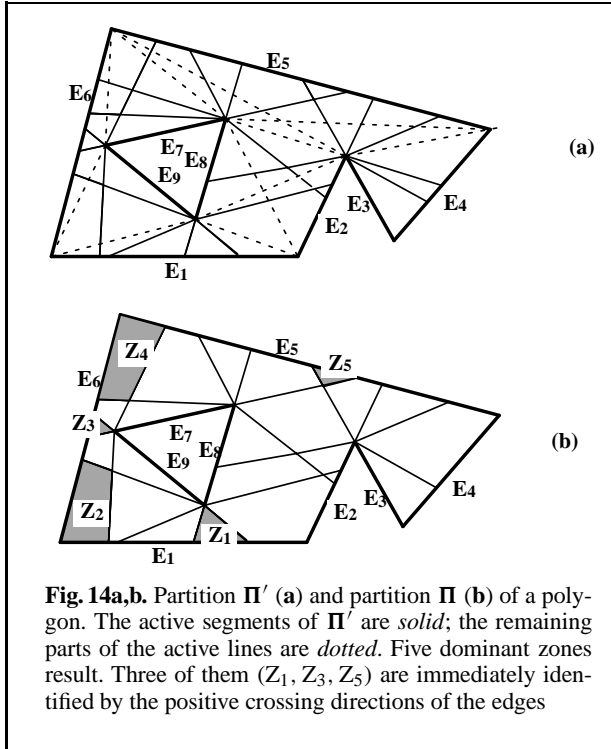 E5
E6
E7
E8
E9
(a)
E3
E4
E2
E1
Z4
E5
Z5
E6
Z3
E7
E8
E9
(b)
E3
E4
E2
Z2
Z1
E1
Fig. 14a,b. Partition Π′ (a) and partition Π (b) of a poly-
gon. The active segments of Π′ are solid; the remaining
parts of the active lines are dotted. Five dominant zones
result. Three of them (Z1, Z3, Z5) are immediately iden-
tified by the positive crossing directions of the edges